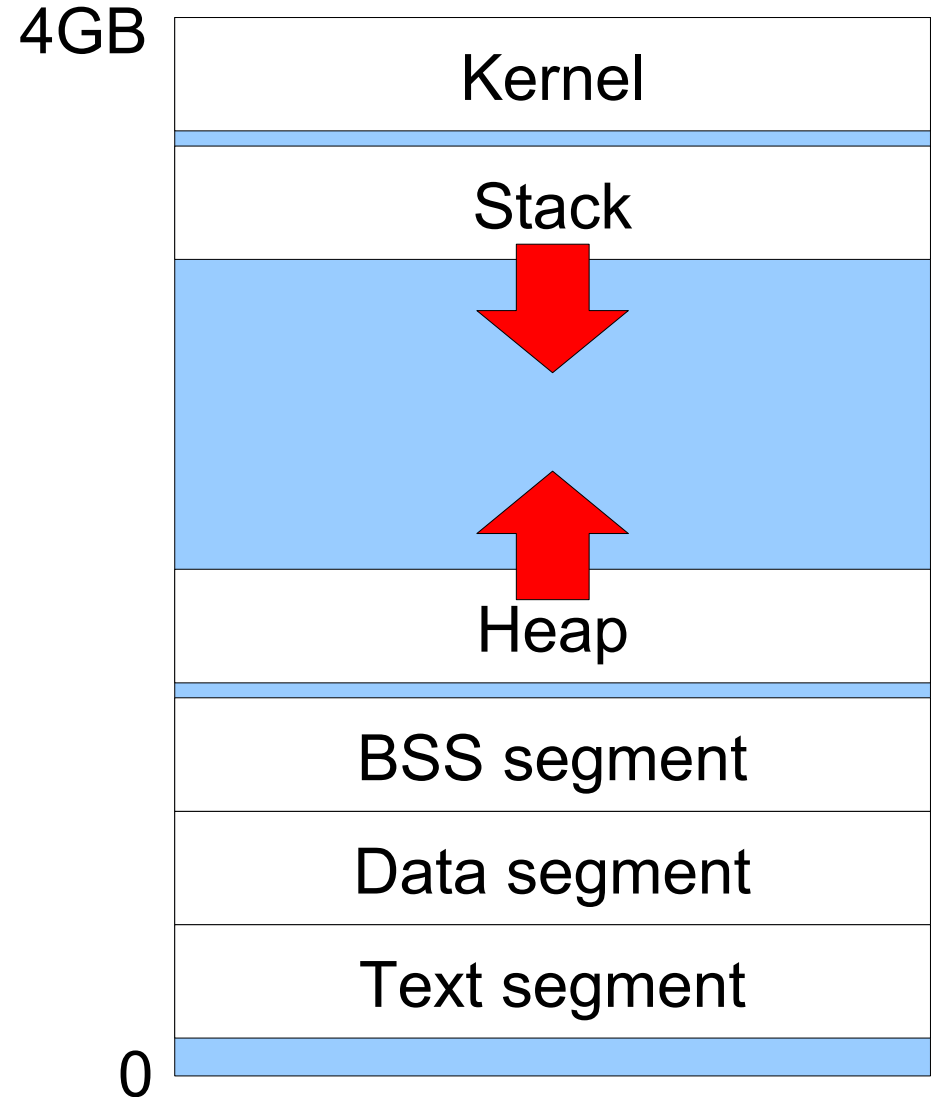 4GB
Kernel
Stack
Heap
BSS segment
Data segment
Text segment
0